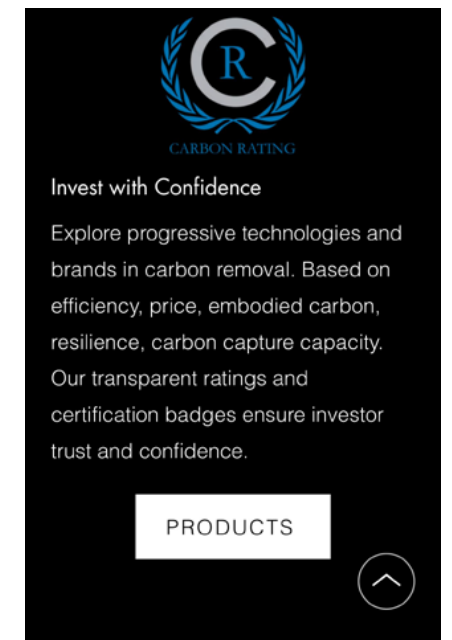 CR
CARBON RATING
Invest with Confidence
Explore progressive technologies and
brands in carbon removal. Based on
efficiency, price, embodied carbon,
resilience, carbon capture capacity.
Our transparent ratings and
certification badges ensure investor
trust and confidence.
PRODUCTS